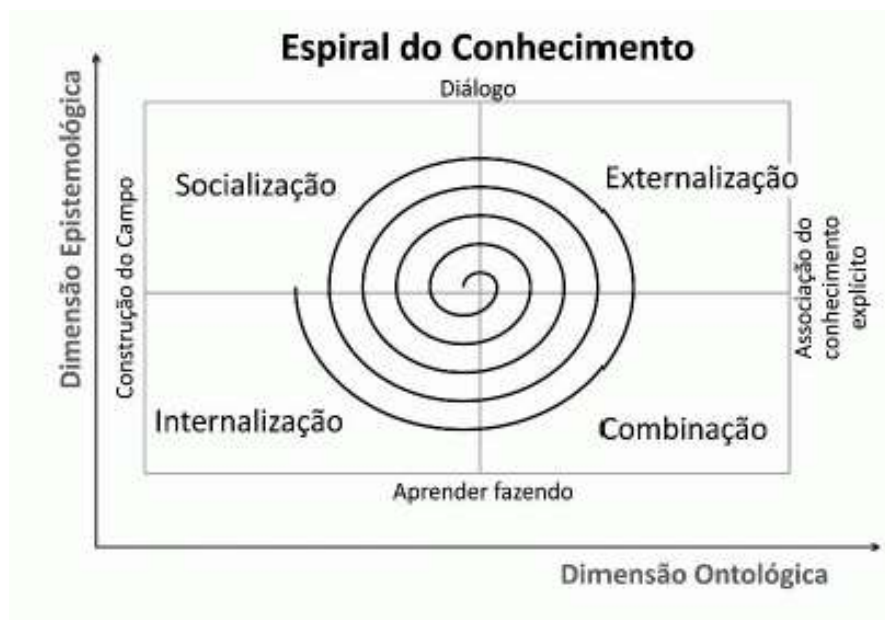 Espiral do Conhecimento
Diálogo
Dimensão Epistemológica
Construção do Campo
Socialização
Externalização
Associação do
conhecimento
explícito
Internalização
Combinação
Aprender fazendo
Dimensão Ontológica